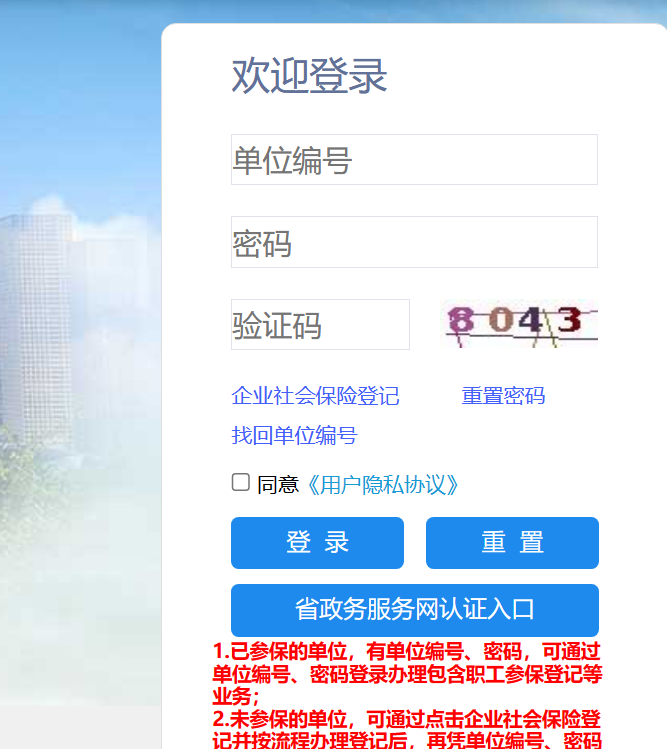 欢迎登录
单位编号
密码
验证码
8043
企业社会保险登记
重置密码
找回单位编号
同意《用户隐私协议》
登 录
重 置
省政务服务网认证入口
1.已参保的单位，有单位编号、密码，可通过
单位编号、密码登录办理包含职工参保登记等
业务；
2.未参保的单位，可通过点击企业社会保险登
记并按流程办理登记后，再凭单位编号、密码